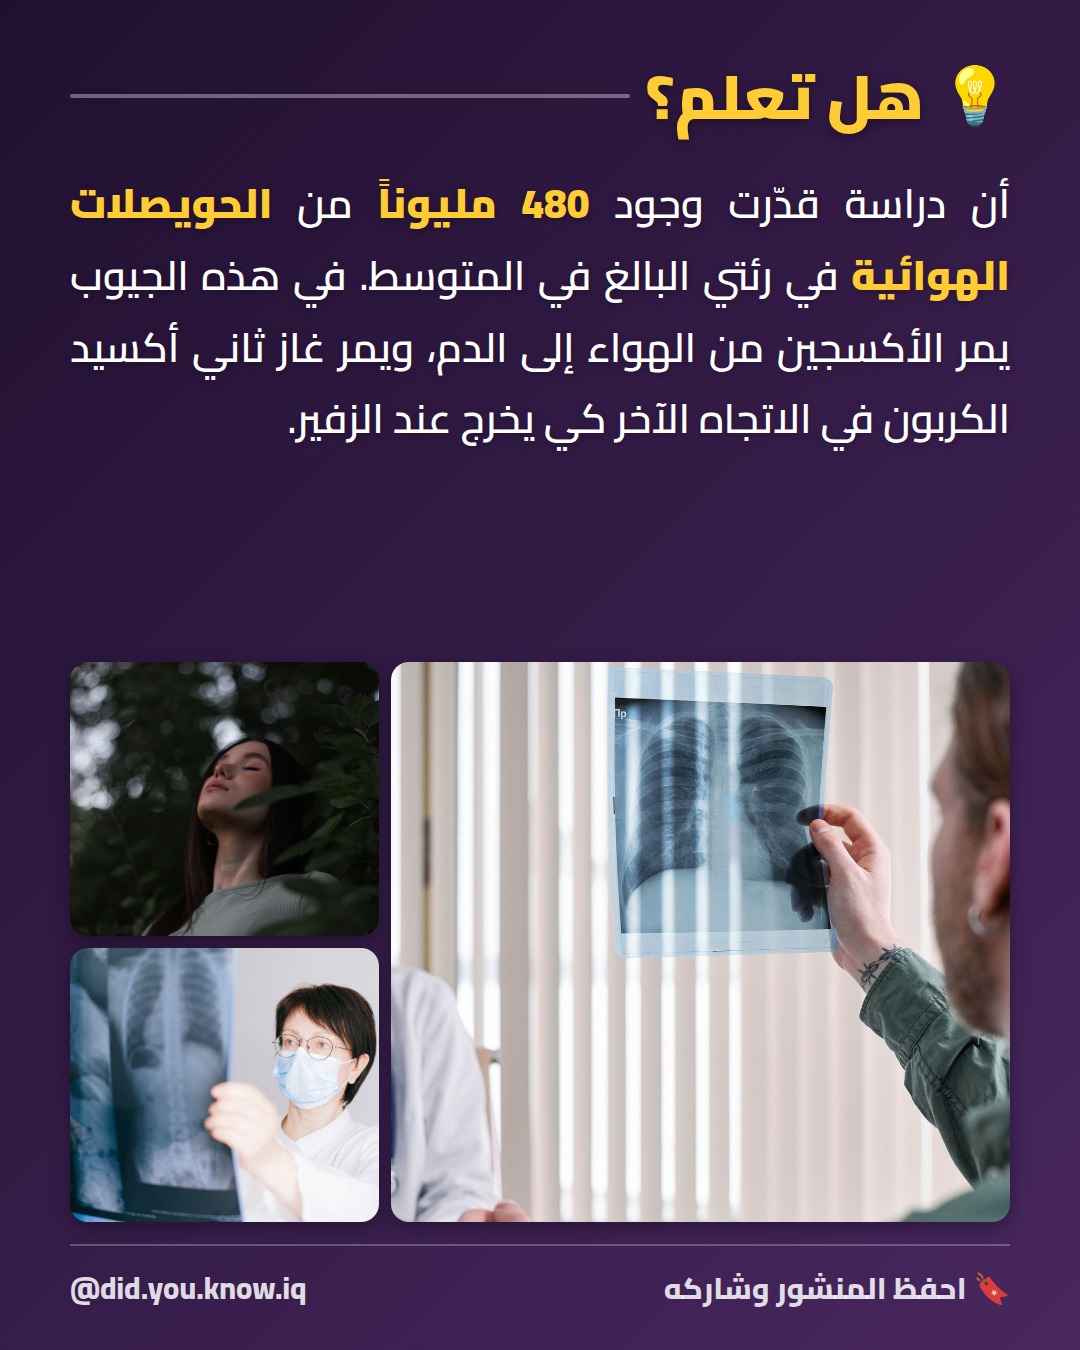 💡 هل تعلم؟
أن دراسة قدّرت وجود 480 مليوناً من الحويصلات
الهوائية في رئتي البالغ في المتوسط. في هذه الجيوب
يمر الأكسجين من الهواء إلى الدم، ويمر غاز ثاني أكسيد
الكربون في الاتجاه الآخر كي يخرج عند الزفير.
Пр
🔖 احفظ المنشور وشاركه
@did.you.know.iq